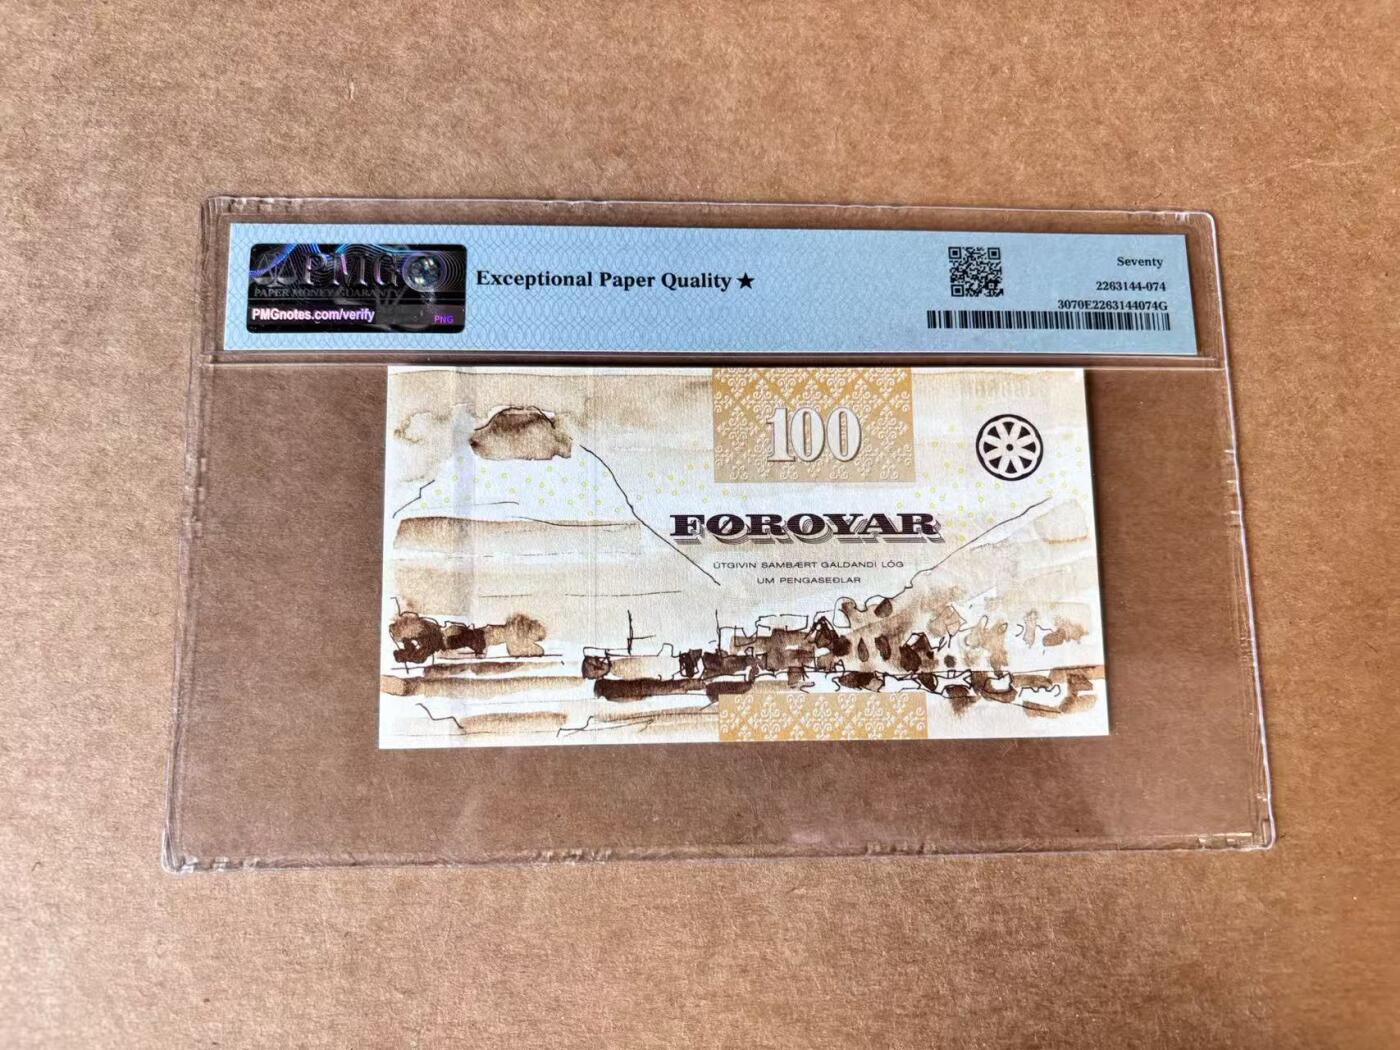 PMG
PAPER MONEY GUARANTY
PMGnotes.com/verify
PNG
Exceptional Paper Quality ★
Seventy
2263144-074
3070E2263144074G
100
FØROYAR
ÚTGIVIN SAMBÆRT GALDANDI LÓG
UM PENGASEÐLAR